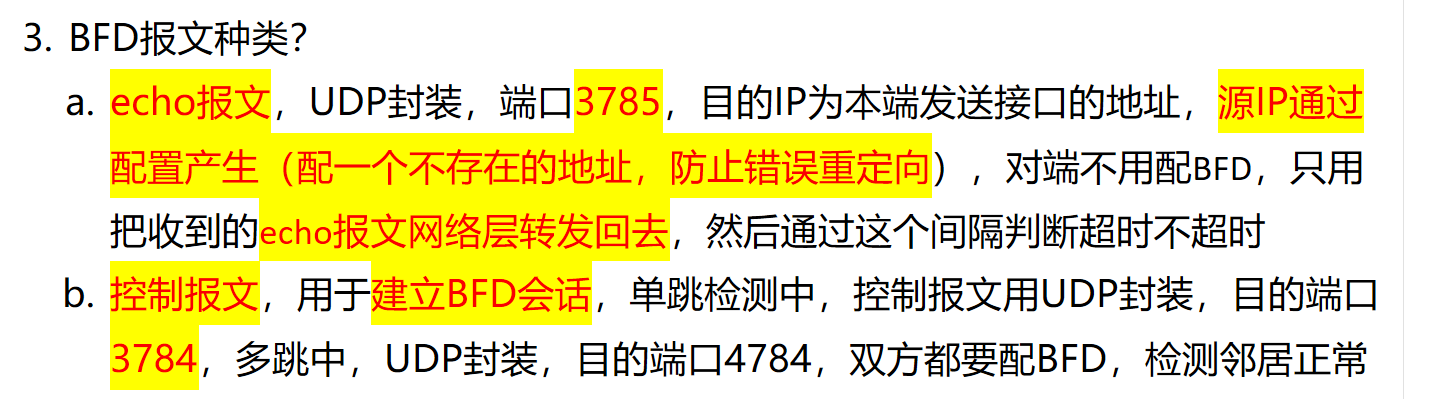 3. BFD报文种类？
a. echo报文，UDP封装，端口3785，目的IP为本端发送接口的地址，源IP通过
配置产生（配一个不存在的地址，防止错误重定向），对端不用配BFD，只用
把收到的echo报文网络层转发回去，然后通过这个间隔判断超时不超时
b. 控制报文，用于建立BFD会话，单跳检测中，控制报文用UDP封装，目的端口
3784，多跳中，UDP封装，目的端口4784，双方都要配BFD，检测邻居正常